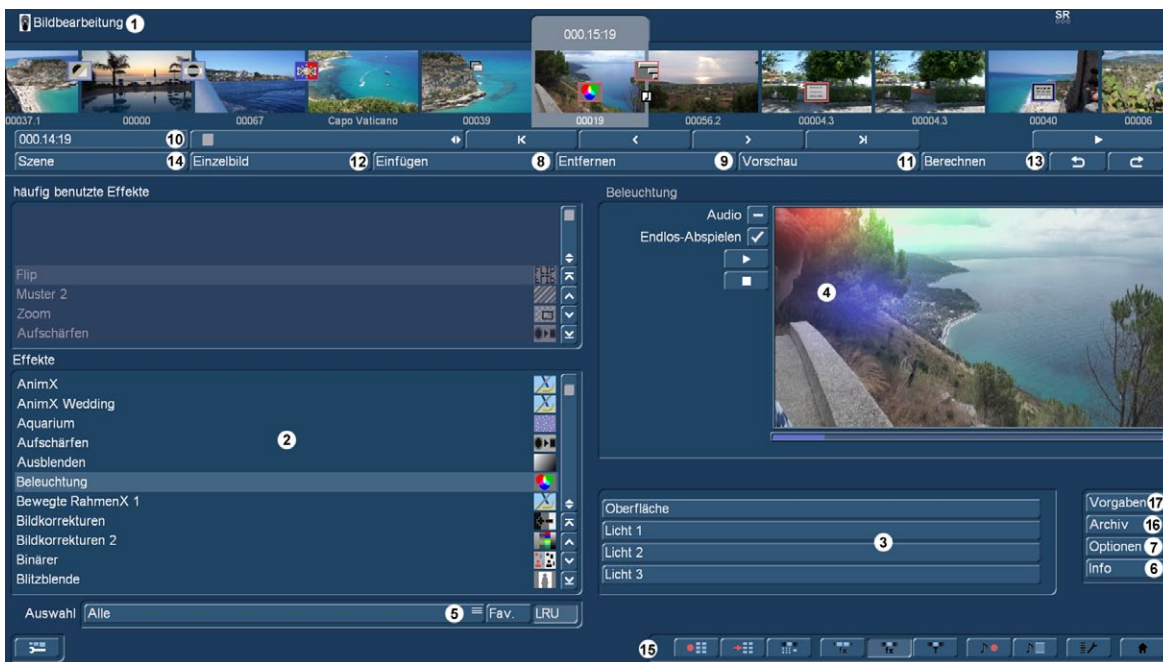 Bildbearbeitung 1
SR
000.15:19
00037.1 00000 00067 Capo Vaticano 00039 00019 00056.2 00004.3 00004.3 00040 00006
000.14:19 10
Szene 14 Einzelbild 12 Einfügen 8 Entfernen 9 Vorschau 11 Berechnen 13
häufig benutzte Effekte
Flip
Muster 2
Zoom
Aufschärfen
Effekte
AnimX
AnimX Wedding
Aquarium
Aufschärfen
2
Ausblenden
Beleuchtung
Bewegte RahmenX 1
Bildkorrekturen
Bildkorrekturen 2
Binärer
Blitzblende
Auswahl Alle 5 Fav. LRU
Beleuchtung
Audio
Endlos-Abspielen
4
Oberfläche
Licht 1
3
Licht 2
Licht 3
Vorgaben 17
Archiv 16
Optionen 7
Info 6
15